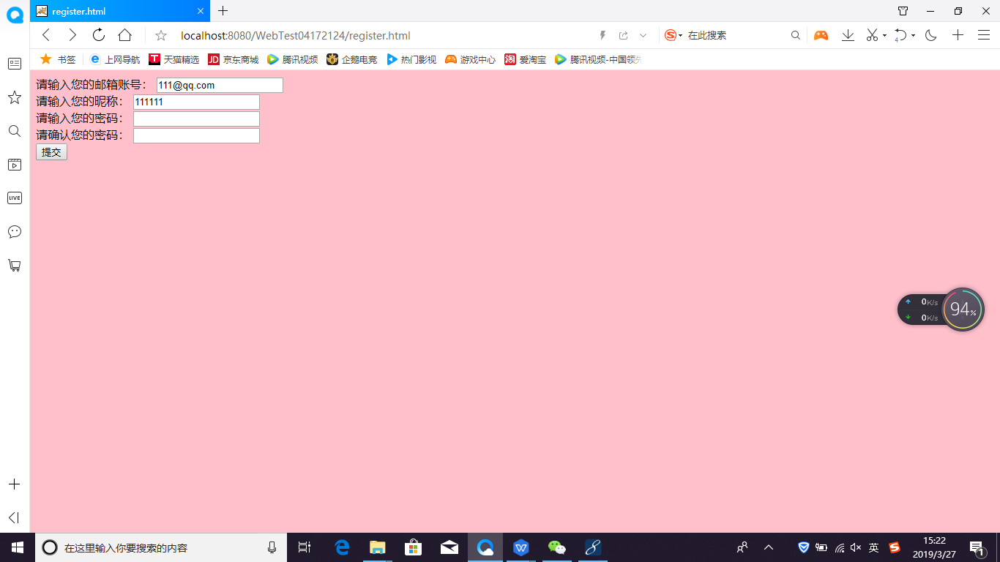 register.html
localhost:8080/WebTest04172124/register.html
在此搜索
书签 上网导航 天猫精选 京东商城 腾讯视频 企鹅电竞 热门影视 游戏中心 爱淘宝 腾讯视频-中国领先
请输入您的邮箱账号： 111@qq.com
请输入您的昵称： 111111
请输入您的密码：
请确认您的密码：
提交
LIVE
0K/s
0K/s
94%
在这里输入你要搜索的内容
英
15:22
2019/3/27
1